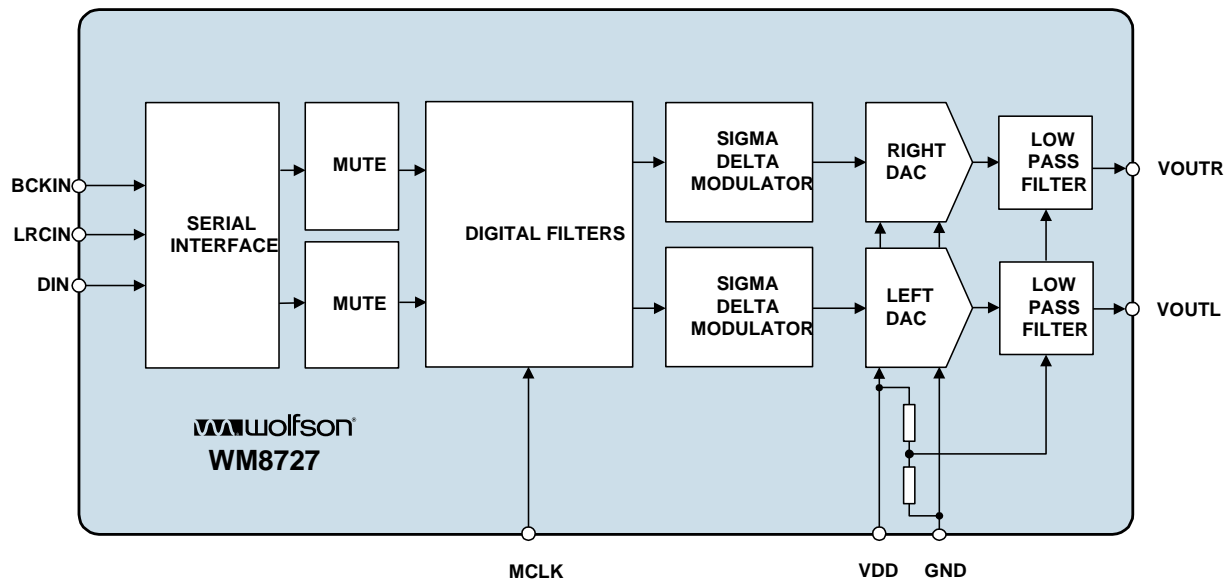 BCKIN
LRCIN
DIN
SERIAL
INTERFACE
MUTE
MUTE
DIGITAL FILTERS
SIGMA
DELTA
MODULATOR
SIGMA
DELTA
MODULATOR
RIGHT
DAC
LEFT
DAC
LOW
PASS
FILTER
LOW
PASS
FILTER
VOUTR
VOUTL
wolfson®
WM8727
MCLK
VDD
GND